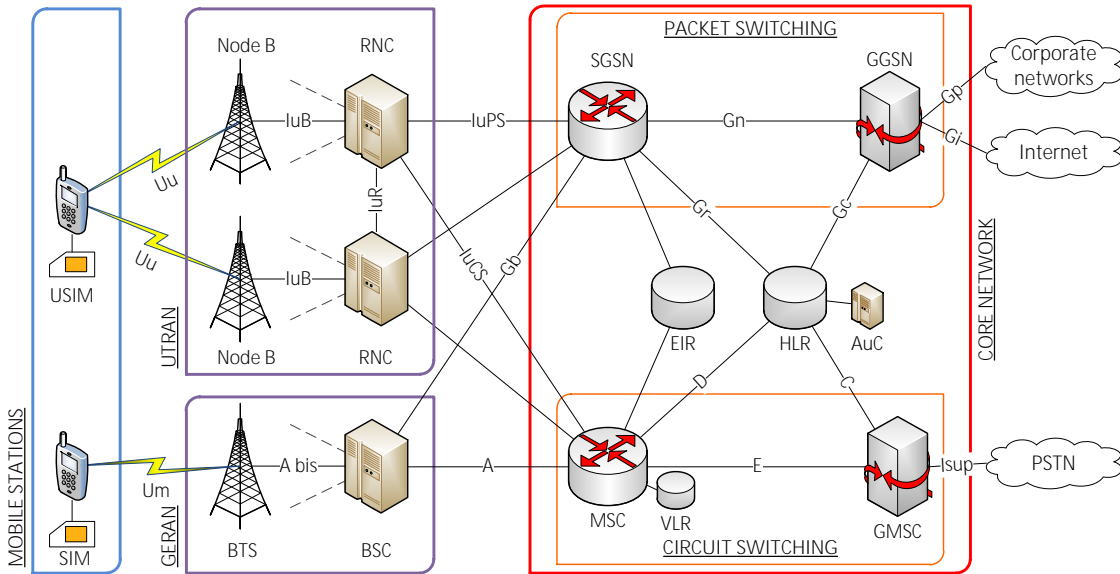 PACKET SWITCHING
Node B
RNC
SGSN
GGSN
Corporate
networks
Gp
IuB
IuPS
Gn
Gi
Internet
Uu
IuR
Gr
Gc
Uu
IuB
IuCS
Gb
USIM
UTRAN
Node B
RNC
EIR
HLR
AuC
CORE NETWORK
D
C
MOBILE STATIONS
A bis
A
E
Isup
PSTN
Um
SIM
GERAN
BTS
BSC
MSC
VLR
GMSC
CIRCUIT SWITCHING